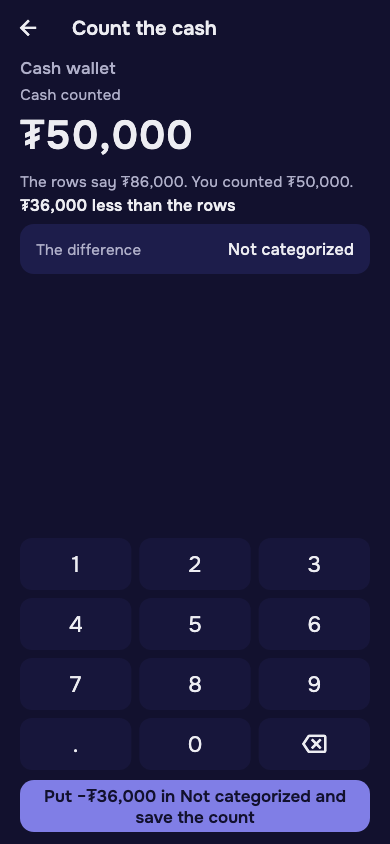 Count the cash
Cash wallet
Cash counted
₮50,000
The rows say ₮86,000. You counted ₮50,000.
₮36,000 less than the rows
The difference
Not categorized
1
2
3
4
5
6
7
8
9
.
0
Put −₮36,000 in Not categorized and
save the count